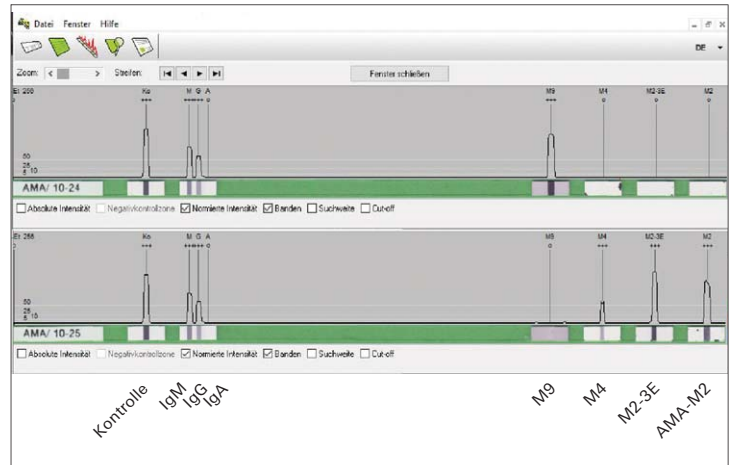 Datei Fenster Hilfe
DE
Zoom: Streifen: Fenster schließen
Ko M G A M9 M4 M2-3E M2
+++ +++ +++ o +++ o o o
50
25
5 10
AMA/ 10-24
Absolute Intensität Negativkontrollzone Normierte Intensität Banden Suchweite Cut-off
Ko M G A M9 M4 M2-3E M2
+++ +++ +++ o o +++ +++ +++
50
25
5 10
AMA/ 10-25
Absolute Intensität Negativkontrollzone Normierte Intensität Banden Suchweite Cut-off
Kontrolle IgM IgG IgA M9 M4 M2-3E AMA-M2